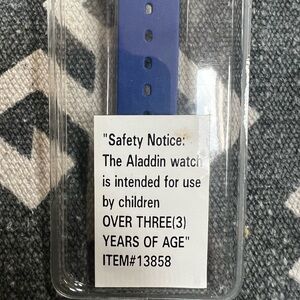 "Safety Notice:
The Aladdin watch
is intended for use
by children
OVER THREE(3)
YEARS OF AGE"
ITEM#13858